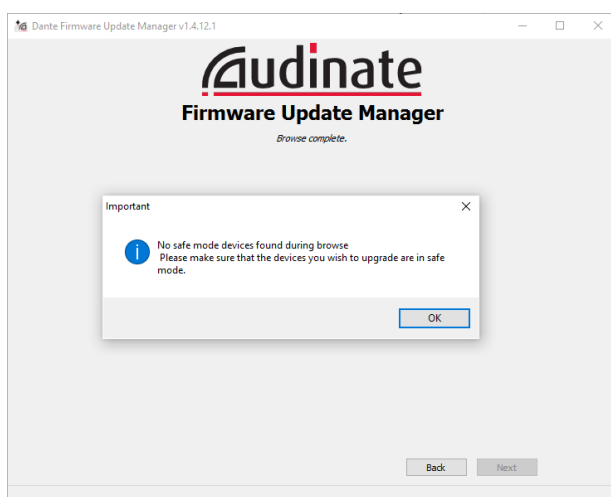 Dante Firmware Update Manager v1.4.12.1
Audinate
Firmware Update Manager
Browse complete.
Important
No safe mode devices found during browse
Please make sure that the devices you wish to upgrade are in safe
mode.
OK
Back
Next